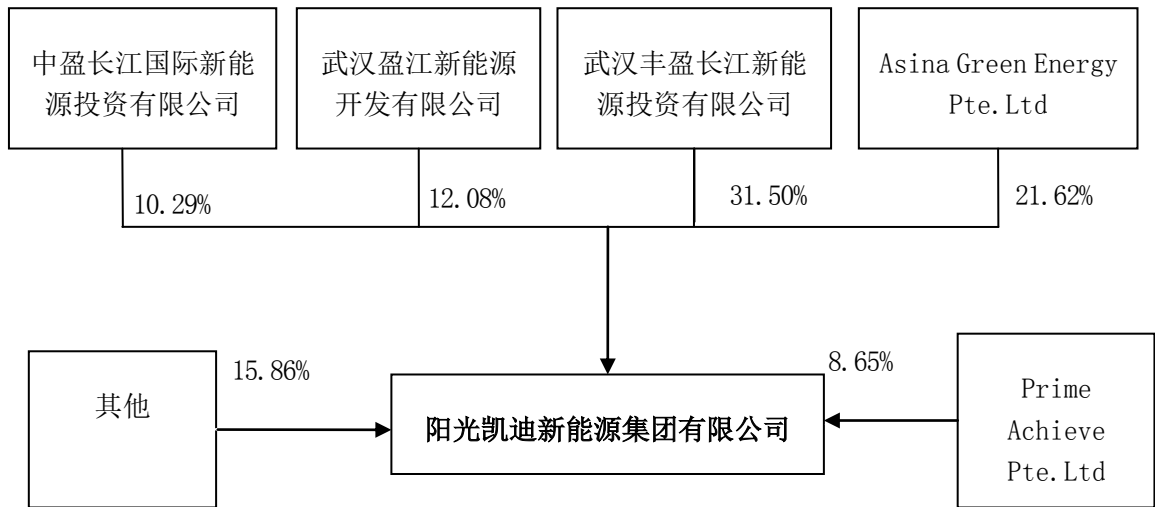 中盈长江国际新能
源投资有限公司
武汉盈江新能源
开发有限公司
武汉丰盈长江新能
源投资有限公司
Asina Green Energy
Pte.Ltd
10.29%
12.08%
31.50%
21.62%
其他
15.86%
阳光凯迪新能源集团有限公司
8.65%
Prime
Achieve
Pte.Ltd